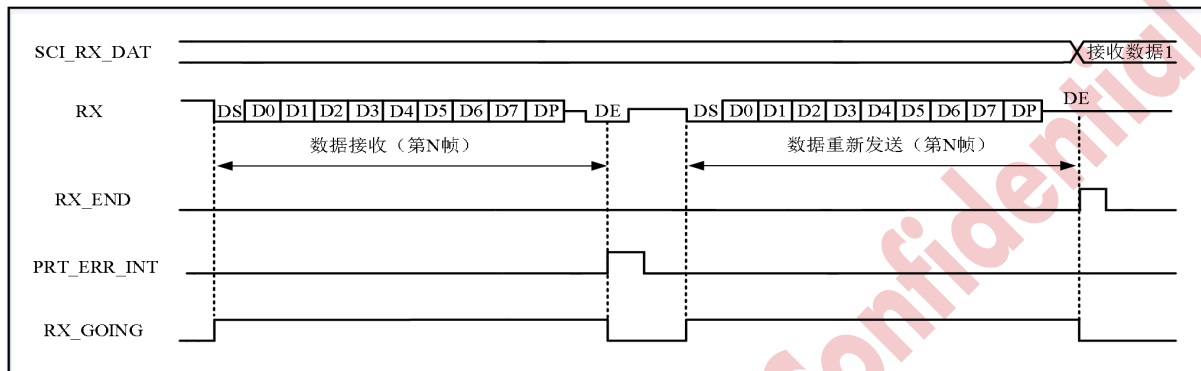 SCI_RX_DAT
接收数据1
RX
DS D0 D1 D2 D3 D4 D5 D6 D7 DP DE DS D0 D1 D2 D3 D4 D5 D6 D7 DP DE
数据接收（第N帧） 数据重新发送（第N帧）
RX_END
PRT_ERR_INT
RX_GOING
Confidential